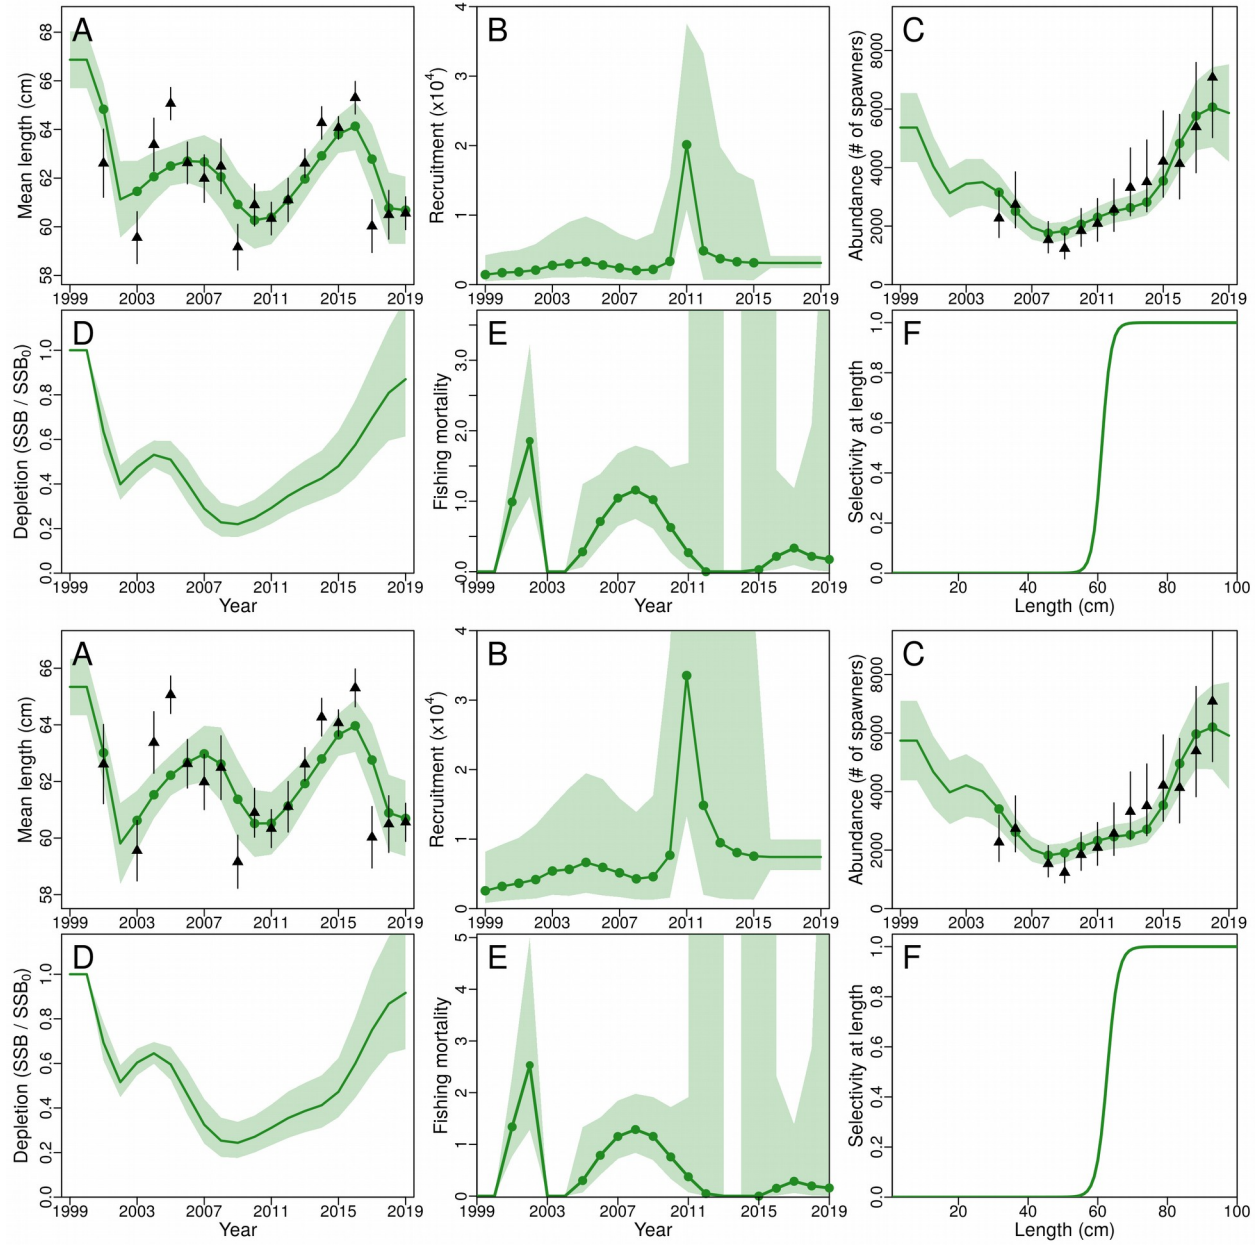 A
B
C
Mean length (cm)
58 60 62 64 66 68
1999 2003 2007 2011 2015 2019
Recruitment (x10⁴)
0 1 2 3 4
1999 2003 2007 2011 2015 2019
Abundance (# of spawners)
0 2000 4000 6000 8000
1999 2003 2007 2011 2015 2019
D
E
F
Depletion (SSB / SSB₀)
0.0 0.2 0.4 0.6 0.8 1.0
1999 2003 2007 2011 2015 2019
Year
Fishing mortality
0.0 1.0 2.0 3.0
1999 2003 2007 2011 2015 2019
Year
Selectivity at length
0.0 0.2 0.4 0.6 0.8 1.0
20 40 60 80 100
Length (cm)
A
B
C
Mean length (cm)
58 60 62 64 66
1999 2003 2007 2011 2015 2019
Recruitment (x10⁴)
0 1 2 3 4
1999 2003 2007 2011 2015 2019
Abundance (# of spawners)
0 2000 4000 6000 8000
1999 2003 2007 2011 2015 2019
D
E
F
Depletion (SSB / SSB₀)
0.0 0.2 0.4 0.6 0.8 1.0
1999 2003 2007 2011 2015 2019
Year
Fishing mortality
0 1 2 3 4 5
1999 2003 2007 2011 2015 2019
Year
Selectivity at length
0.0 0.2 0.4 0.6 0.8 1.0
20 40 60 80 100
Length (cm)